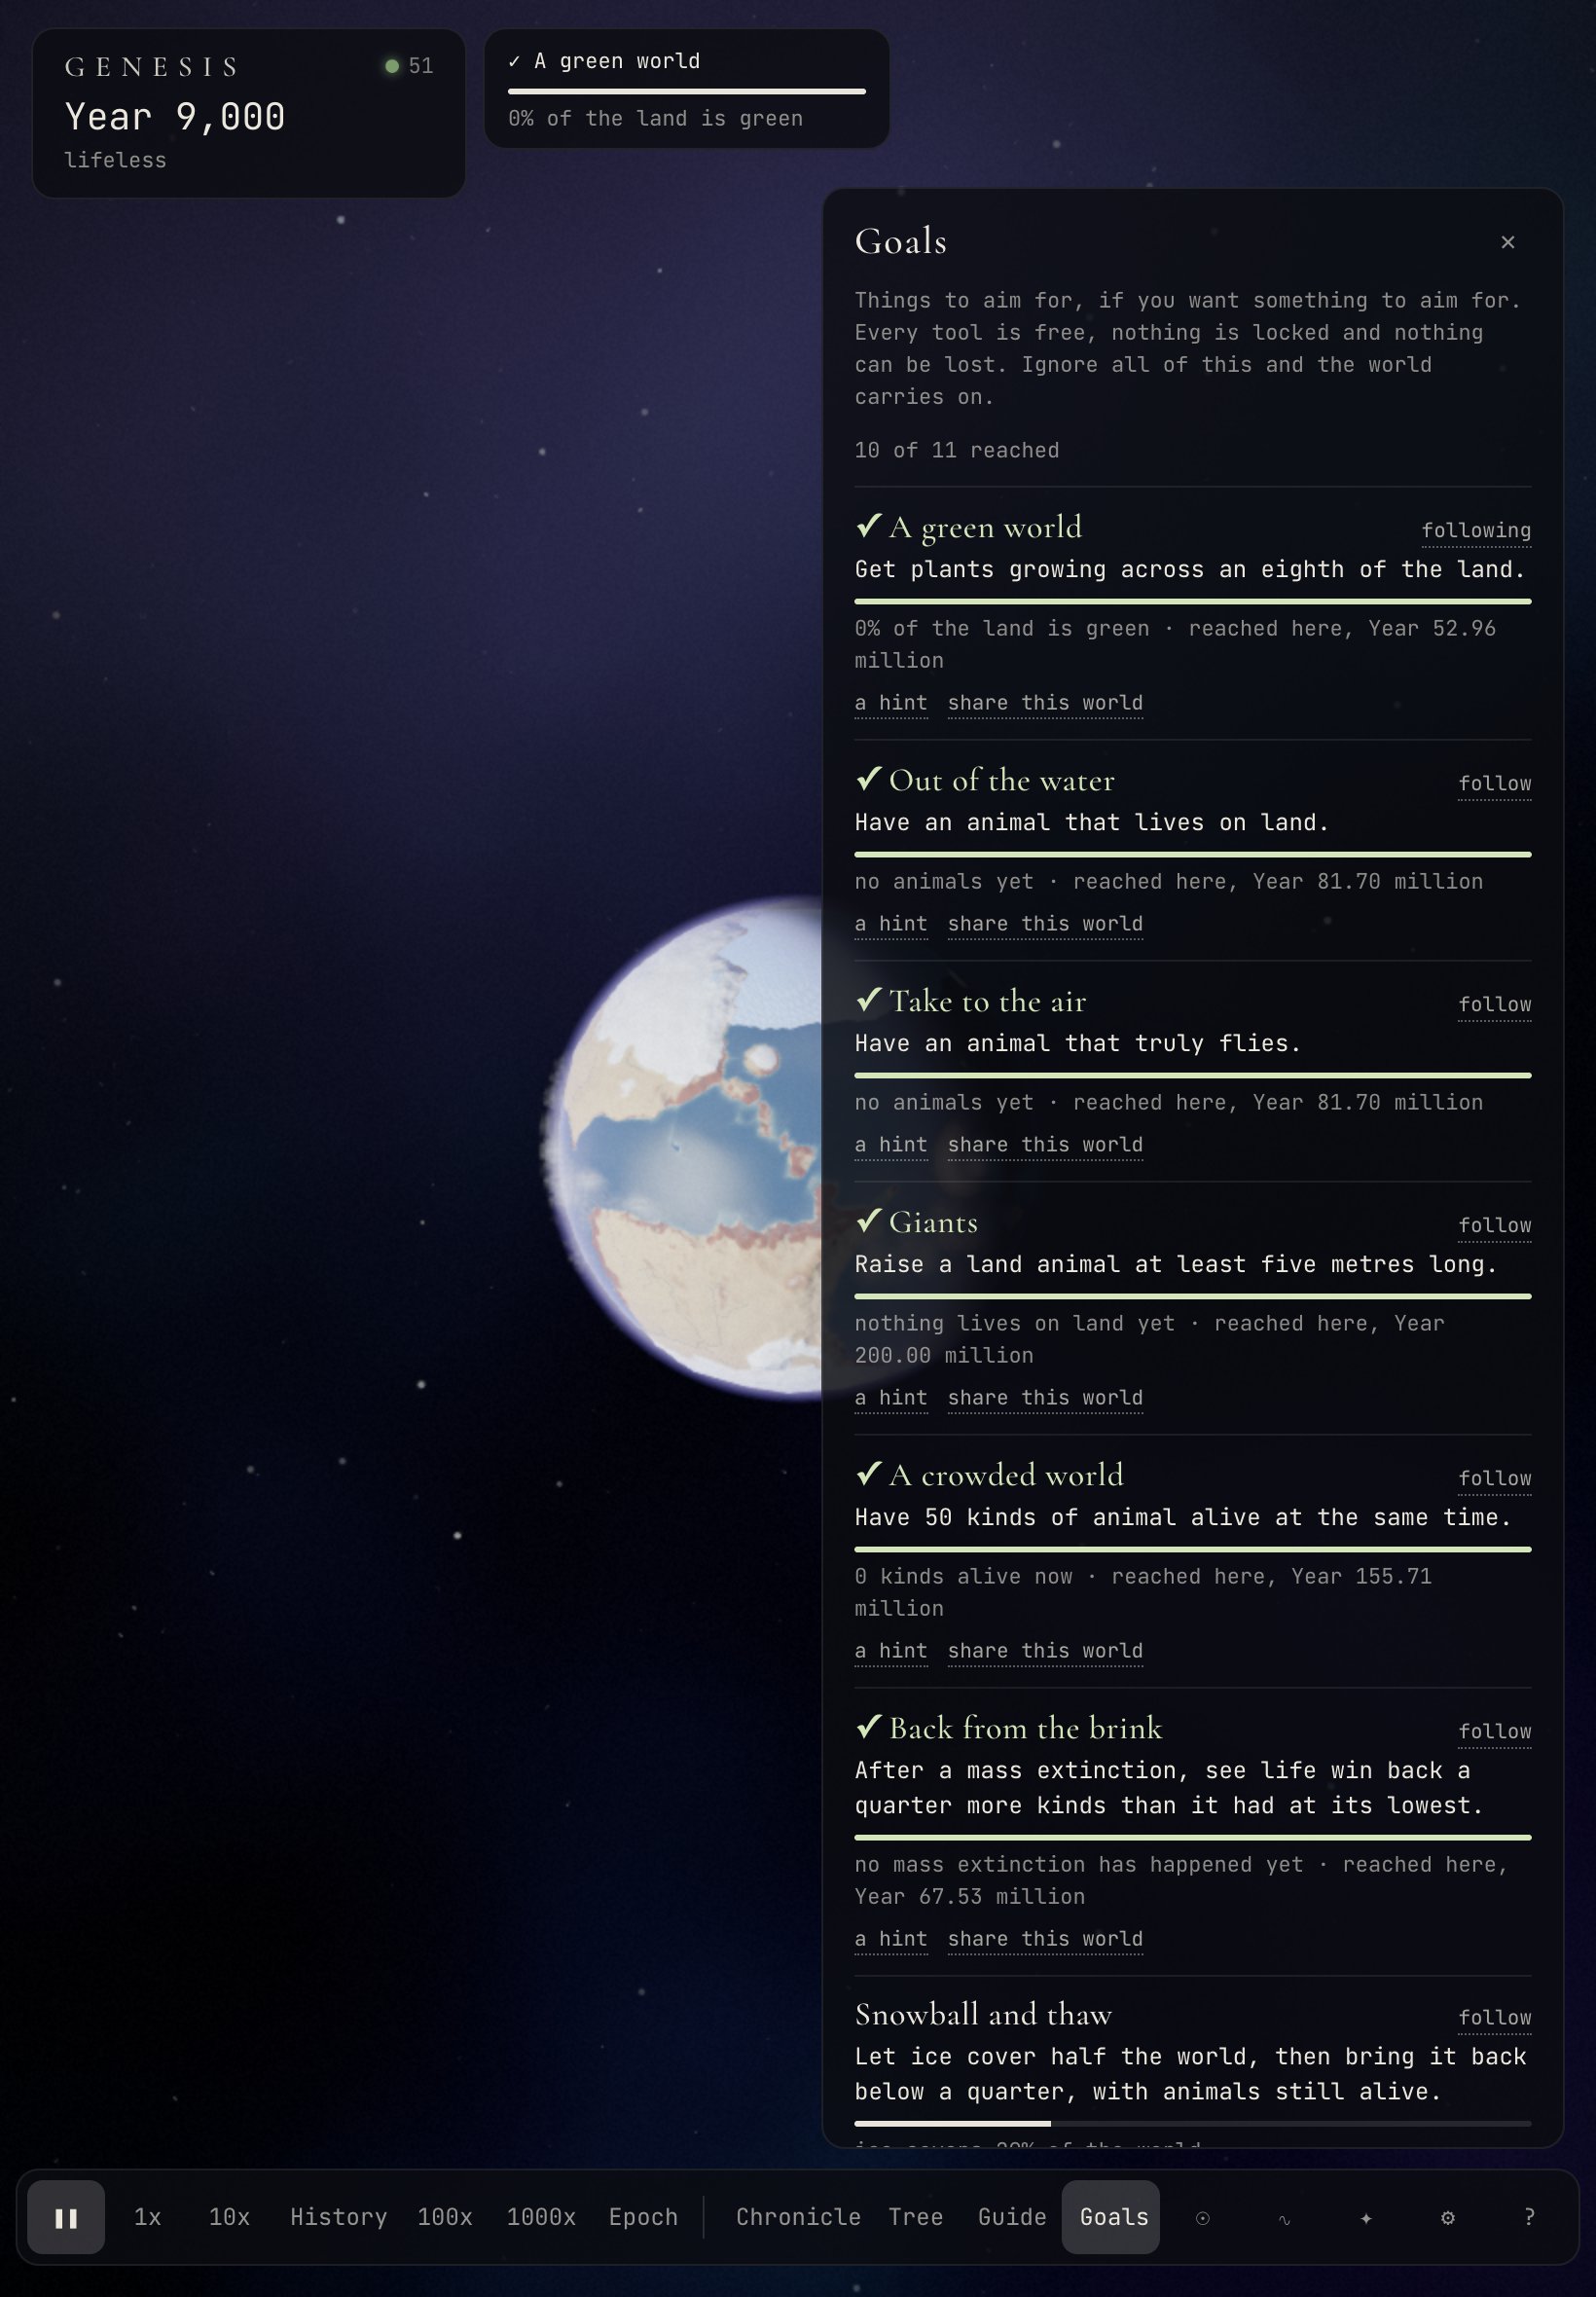 GENESIS
51
Year 9,000
lifeless
✓ A green world
0% of the land is green
Goals
×
Things to aim for, if you want something to aim for.
Every tool is free, nothing is locked and nothing
can be lost. Ignore all of this and the world
carries on.
10 of 11 reached
✓ A green world
following
Get plants growing across an eighth of the land.
0% of the land is green · reached here, Year 52.96
million
a hint share this world
✓ Out of the water
follow
Have an animal that lives on land.
no animals yet · reached here, Year 81.70 million
a hint share this world
✓ Take to the air
follow
Have an animal that truly flies.
no animals yet · reached here, Year 81.70 million
a hint share this world
✓ Giants
follow
Raise a land animal at least five metres long.
nothing lives on land yet · reached here, Year
200.00 million
a hint share this world
✓ A crowded world
follow
Have 50 kinds of animal alive at the same time.
0 kinds alive now · reached here, Year 155.71
million
a hint share this world
✓ Back from the brink
follow
After a mass extinction, see life win back a
quarter more kinds than it had at its lowest.
no mass extinction has happened yet · reached here,
Year 67.53 million
a hint share this world
Snowball and thaw
follow
Let ice cover half the world, then bring it back
below a quarter, with animals still alive.
1x 10x History 100x 1000x Epoch Chronicle Tree Guide Goals ?